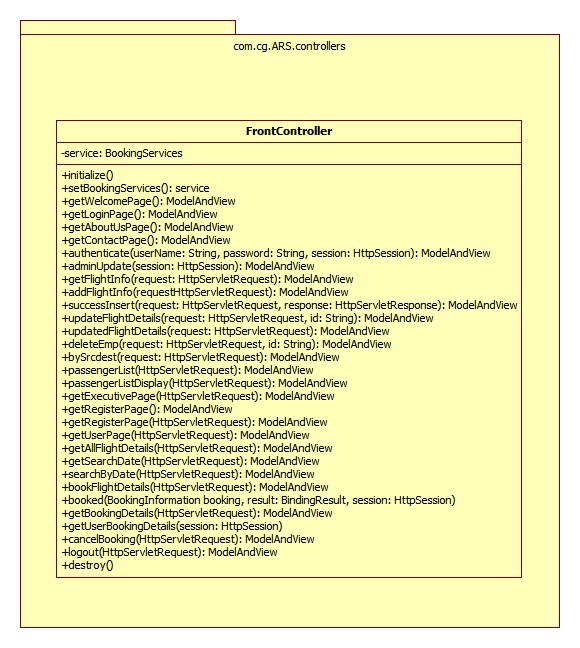 com.cg.ARS.controllers
FrontController
-service: BookingServices
+initialize()
+setBookingServices(): service
+getWelcomePage(): ModelAndView
+getLoginPage(): ModelAndView
+getAboutUsPage(): ModelAndView
+getContactPage(): ModelAndView
+authenticate(userName: String, password: String, session: HttpSession): ModelAndView
+adminUpdate(session: HttpSession): ModelAndView
+getFlightInfo(request: HttpServletRequest): ModelAndView
+addFlightInfo(requestHttpServletRequest): ModelAndView
+successInsert(request: HttpServletRequest, response: HttpServletResponse): ModelAndView
+updateFlightDetails(request: HttpServletRequest, id: String): ModelAndView
+updatedFlightDetails(request: HttpServletRequest): ModelAndView
+deleteEmp(request: HttpServletRequest, id: String): ModelAndView
+bySrcdest(request: HttpServletRequest): ModelAndView
+passengerList(HttpServletRequest): ModelAndView
+passengerListDisplay(HttpServletRequest): ModelAndView
+getExecutivePage(HttpServletRequest): ModelAndView
+getRegisterPage(): ModelAndView
+getRegisterPage(HttpServletRequest): ModelAndView
+getUserPage(HttpServletRequest): ModelAndView
+getAllFlightDetails(HttpServletRequest): ModelAndView
+getSearchDate(HttpServletRequest): ModelAndView
+searchByDate(HttpServletRequest): ModelAndView
+bookFlightDetails(HttpServletRequest): ModelAndView
+booked(BookingInformation booking, result: BindingResult, session: HttpSession)
+getBookingDetails(HttpServletRequest): ModelAndView
+getUserBookingDetails(session: HttpSession)
+cancelBooking(HttpServletRequest): ModelAndView
+logout(HttpServletRequest): ModelAndView
+destroy()